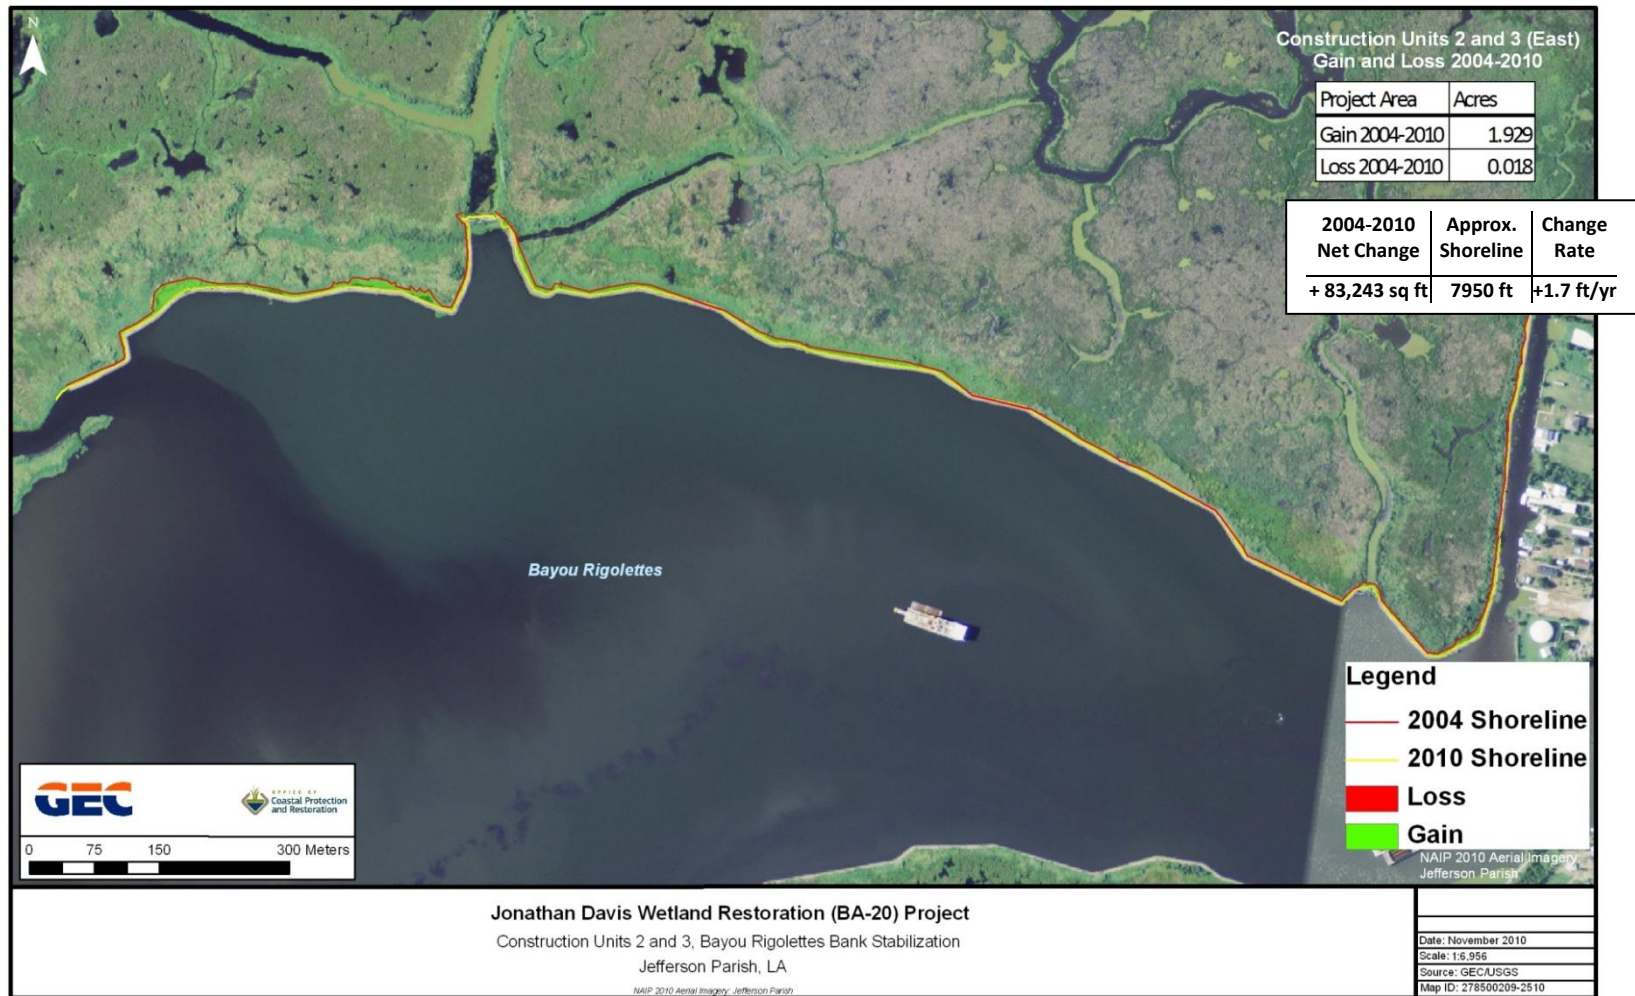 N
Construction Units 2 and 3 (East)
Gain and Loss 2004-2010
Project Area Acres
Gain 2004-2010 1.929
Loss 2004-2010 0.018
2004-2010 Approx. Change
Net Change Shoreline Rate
+ 83,243 sq ft 7950 ft +1.7 ft/yr
Bayou Rigolettes
Legend
2004 Shoreline
2010 Shoreline
Loss
Gain
NAIP 2010 Aerial Imagery;
Jefferson Parish
GEC
OFFICE OF
Coastal Protection
and Restoration
0 75 150 300 Meters
Jonathan Davis Wetland Restoration (BA-20) Project
Construction Units 2 and 3, Bayou Rigolettes Bank Stabilization
Jefferson Parish, LA
NAIP 2010 Aerial Imagery: Jefferson Parish
Date: November 2010
Scale: 1:6,956
Source: GEC/USGS
Map ID: 278500209-2510